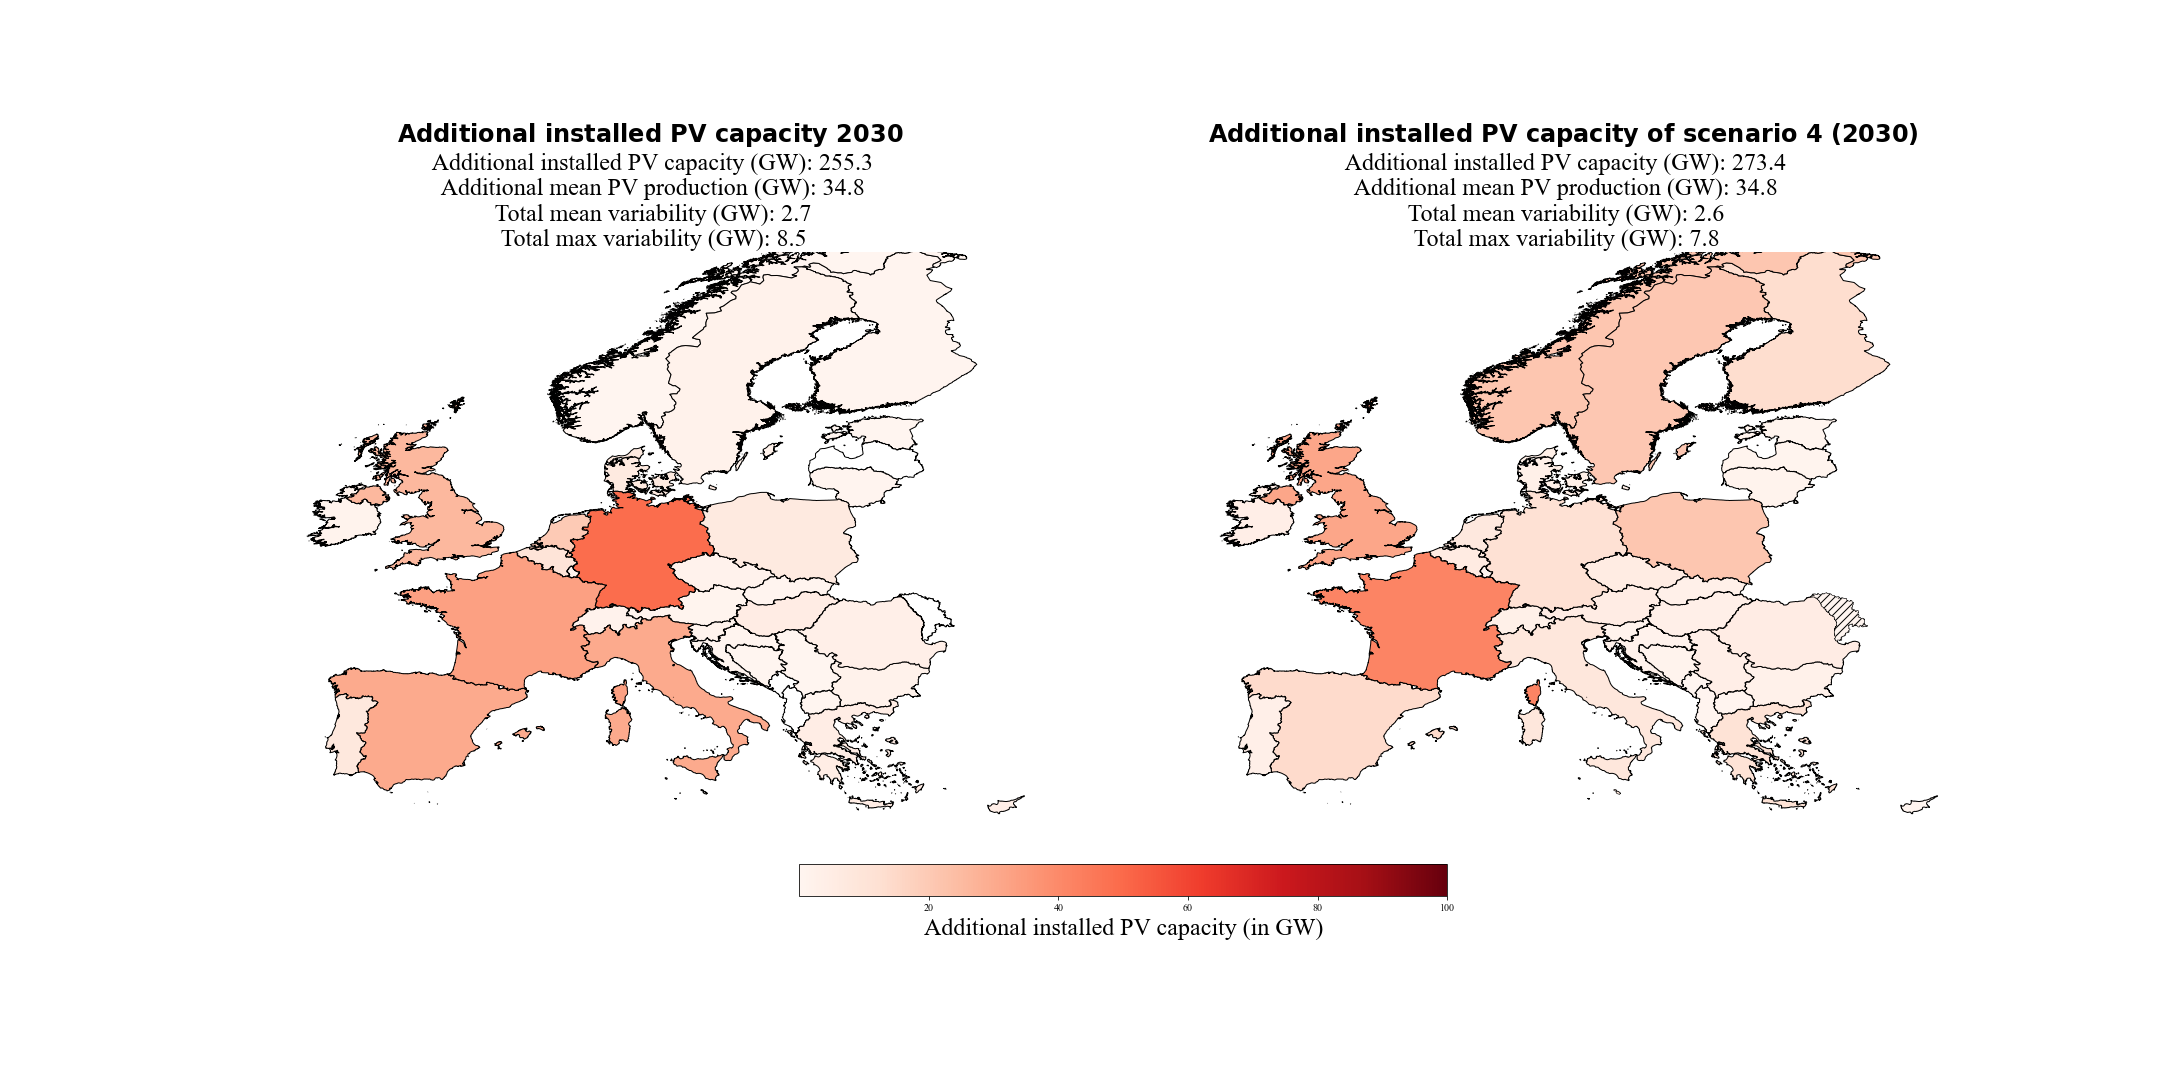 Additional installed PV capacity 2030
Additional installed PV capacity (GW): 255.3
Additional mean PV production (GW): 34.8
Total mean variability (GW): 2.7
Total max variability (GW): 8.5
Additional installed PV capacity of scenario 4 (2030)
Additional installed PV capacity (GW): 273.4
Additional mean PV production (GW): 34.8
Total mean variability (GW): 2.6
Total max variability (GW): 7.8
20 40 60 80 100
Additional installed PV capacity (in GW)